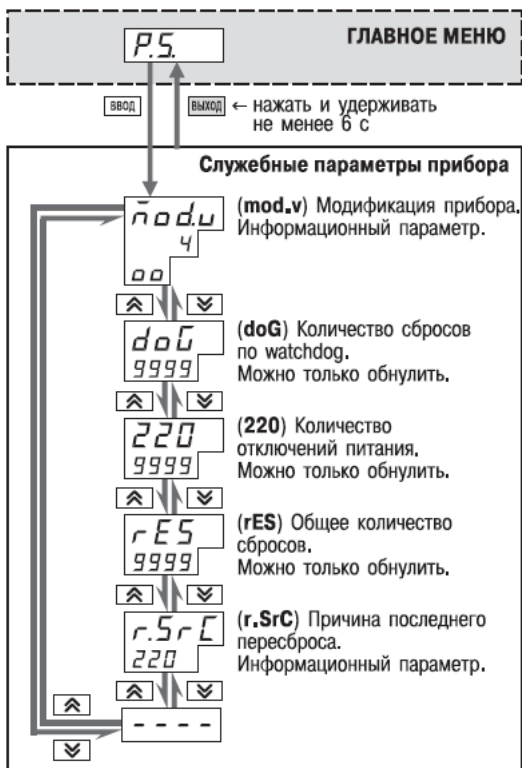 P.S.
ГЛАВНОЕ МЕНЮ
ВВОД
ВЫХОД ← нажать и удерживать
не менее 6 с
Служебные параметры прибора
mod.v
4
oo
(mod.v) Модификация прибора.
Информационный параметр.
doG
9999
(doG) Количество сбросов
по watchdog.
Можно только обнулить.
220
9999
(220) Количество
отключений питания.
Можно только обнулить.
rES
9999
(rES) Общее количество
сбросов.
Можно только обнулить.
r.SrC
220
(r.SrC) Причина последнего
пересброса.
Информационный параметр.
- - - -